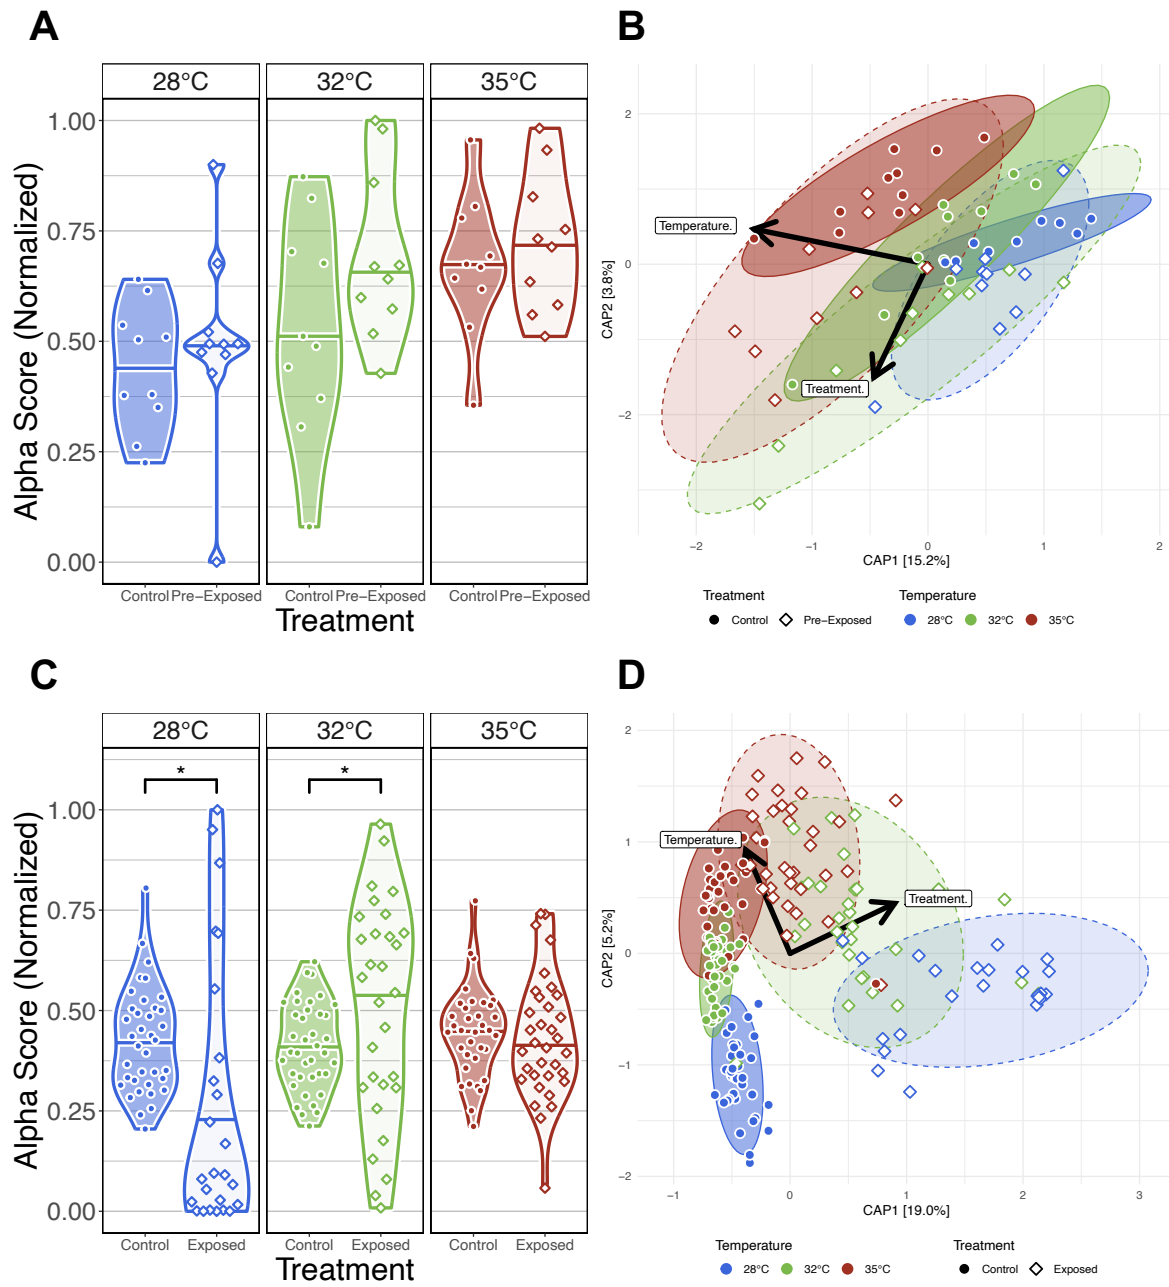 A
28°C 32°C 35°C
Alpha Score (Normalized)
1.00
0.75
0.50
0.25
0.00
Control Pre−Exposed Control Pre−Exposed Control Pre−Exposed
Treatment
B
CAP2 [3.8%]
2
0
−2
Temperature.
Treatment.
−2 −1 0 1 2
CAP1 [15.2%]
Treatment Temperature
Control Pre−Exposed 28°C 32°C 35°C
C
28°C 32°C 35°C
Alpha Score (Normalized)
* *
1.00
0.75
0.50
0.25
0.00
Control Exposed Control Exposed Control Exposed
Treatment
D
CAP2 [5.2%]
2
1
0
−1
−2
Temperature.
Treatment.
−1 0 1 2 3
CAP1 [19.0%]
Temperature Treatment
28°C 32°C 35°C Control Exposed